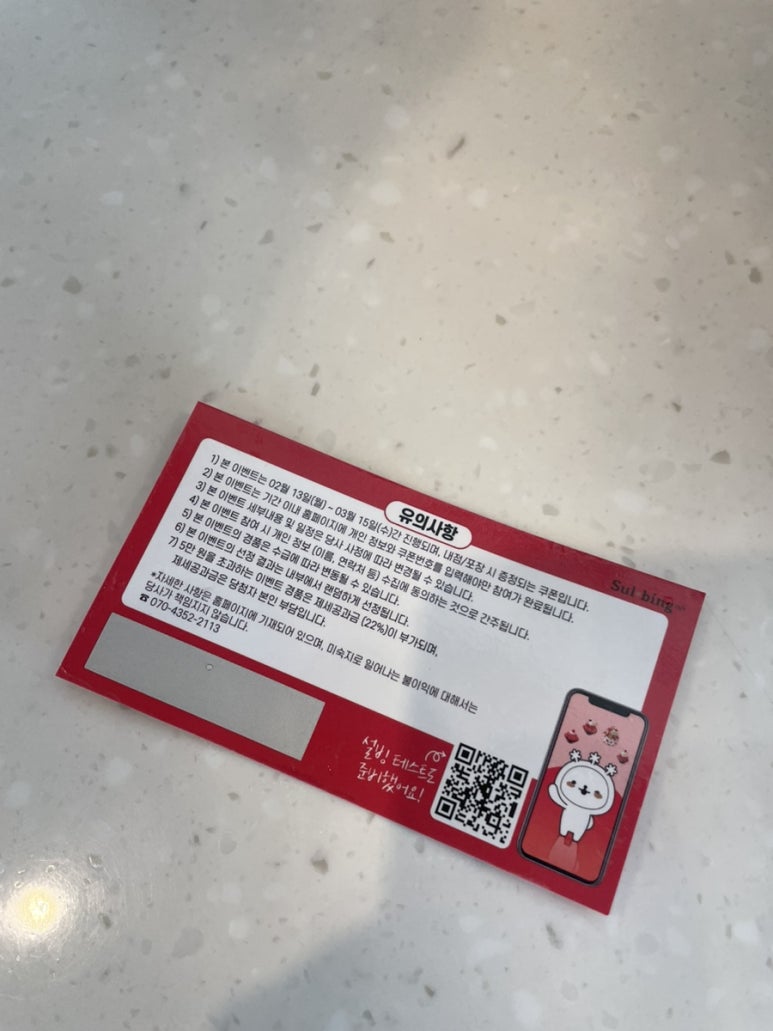 유의사항
1) 본 이벤트는 02월 13일(월) ~ 03월 15일(수)간 진행되며, 내점/포장 시 증정되는 쿠폰입니다.
2) 본 이벤트는 기간 이내 홈페이지에 개인 정보와 쿠폰번호를 입력해야만 참여가 완료됩니다.
3) 본 이벤트 세부내용 및 일정은 당사 사정에 따라 변경될 수 있습니다.
4) 본 이벤트 참여 시 개인 정보 (이름, 연락처 등) 수집에 동의하는 것으로 간주됩니다.
5) 본 이벤트의 경품은 수급에 따라 변동될 수 있습니다.
6) 본 이벤트의 선정 결과는 내부에서 랜덤하게 선정됩니다.
7) 5만 원을 초과하는 이벤트 경품은 제세공과금 (22%)이 부가되며,
제세공과금은 당첨자 본인 부담입니다.
*자세한 사항은 홈페이지에 기재되어 있으며, 미숙지로 일어나는 불이익에 대해서는
당사가 책임지지 않습니다.
☎ 070-4352-2113
Sul bing
설빙 테스트도
준비했어요!